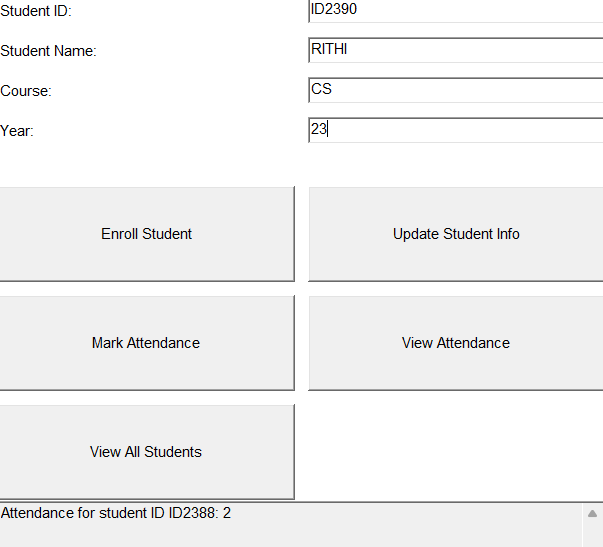 Student ID: ID2390
Student Name: RITHI
Course: CS
Year: 23
Enroll Student Update Student Info
Mark Attendance View Attendance
View All Students
Attendance for student ID ID2388: 2